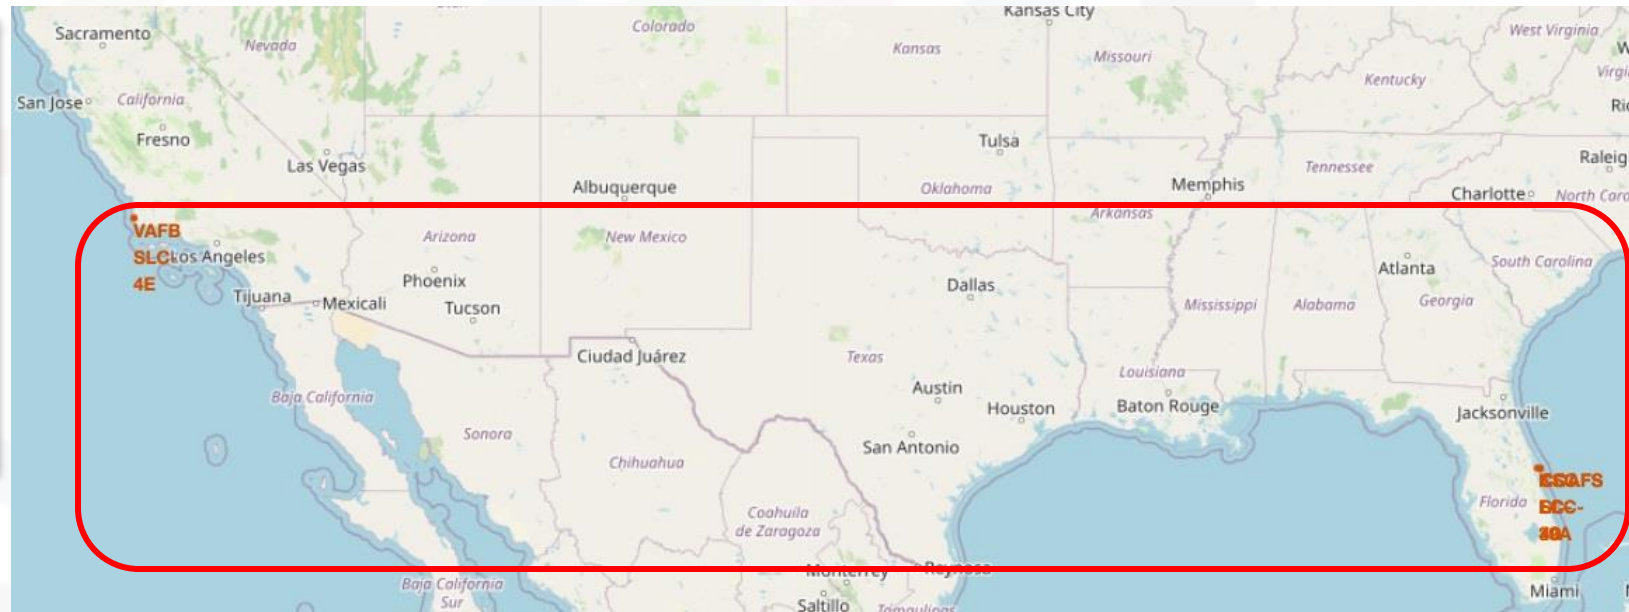 Kansas City
Sacramento
Colorado
West Virginia
Nevada
Kansas
Missouri
Kentucky
San Jose
California
Fresno
Tulsa
Las Vegas
Tennessee
Raleig
Albuquerque
Oklahoma
Memphis
Charlotte
North Caro
Arkansas
VAFB
SLC-
4E
Los Angeles
Arizona
New Mexico
Phoenix
Atlanta
South Carolina
Dallas
Tijuana
Mexicali
Tucson
Mississippi
Alabama
Georgia
Ciudad Juárez
Texas
Louisiana
Baja California
Austin
Houston
Baton Rouge
Jacksonville
Sonora
San Antonio
Chihuahua
Florida
Coahuila
de Zaragoza
Monterrey
Reynosa
Baja California
Sur
Miami
Saltillo
Tamaulipas